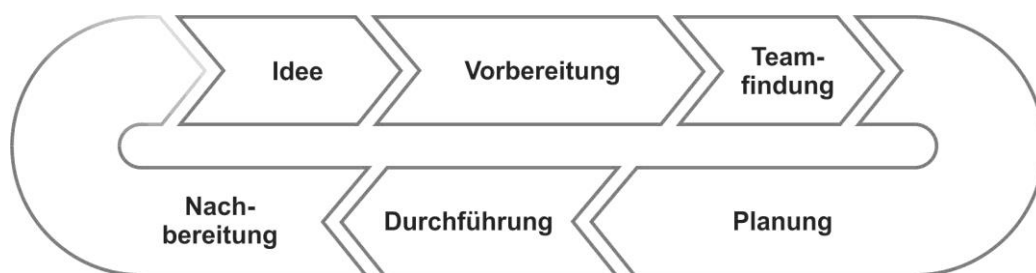 Idee
Vorbereitung
Team-
findung
Planung
Durchführung
Nach-
bereitung